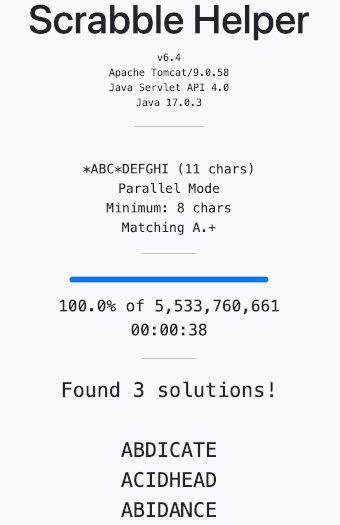 Scrabble Helper
v6.4
Apache Tomcat/9.0.58
Java Servlet API 4.0
Java 17.0.3
*ABC*DEFGHI (11 chars)
Parallel Mode
Minimum: 8 chars
Matching A.+
100.0% of 5,533,760,661
00:00:38
Found 3 solutions!
ABDICATE
ACIDHEAD
ABIDANCE